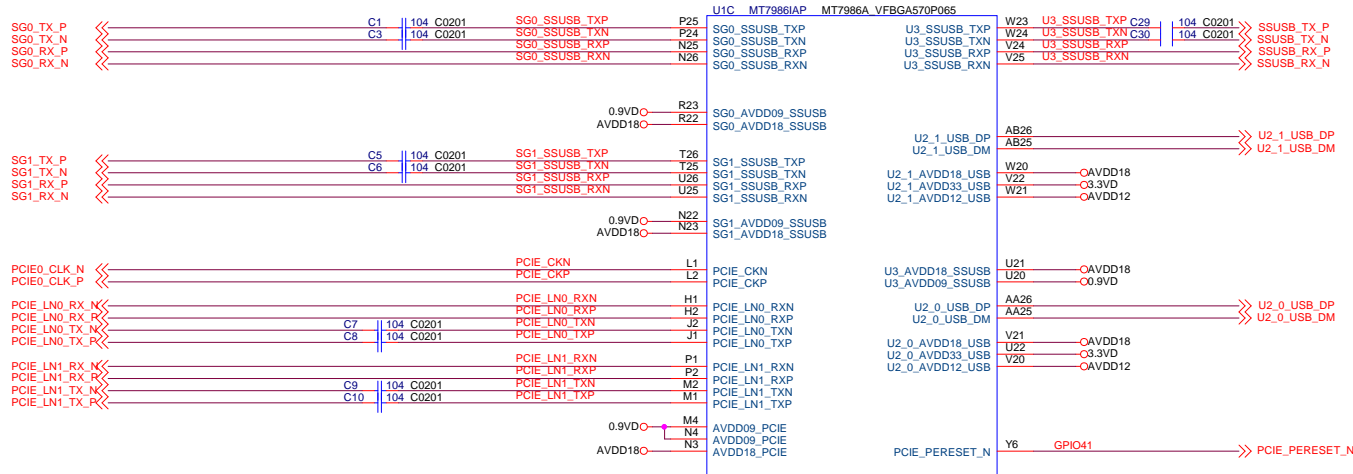 U1C MT7986IAP MT7986A_VFBGA570P065
SG0_TX_P C1 104 C0201 SG0_SSUSB_TXP P25 SG0_SSUSB_TXP U3_SSUSB_TXP W23 U3_SSUSB_TXP C29 104 C0201 SSUSB_TX_P
SG0_TX_N C3 104 C0201 SG0_SSUSB_TXN P24 SG0_SSUSB_TXN U3_SSUSB_TXN W24 U3_SSUSB_TXN C30 104 C0201 SSUSB_TX_N
SG0_RX_P SG0_SSUSB_RXP N25 SG0_SSUSB_RXP U3_SSUSB_RXP V24 U3_SSUSB_RXP SSUSB_RX_P
SG0_RX_N SG0_SSUSB_RXN N26 SG0_SSUSB_RXN U3_SSUSB_RXN V25 U3_SSUSB_RXN SSUSB_RX_N
0.9VD R23 SG0_AVDD09_SSUSB
AVDD18 R22 SG0_AVDD18_SSUSB
U2_1_USB_DP AB26 U2_1_USB_DP
U2_1_USB_DM AB25 U2_1_USB_DM
SG1_TX_P C5 104 C0201 SG1_SSUSB_TXP T26 SG1_SSUSB_TXP
SG1_TX_N C6 104 C0201 SG1_SSUSB_TXN T25 SG1_SSUSB_TXN U2_1_AVDD18_USB W20 AVDD18
SG1_RX_P SG1_SSUSB_RXP U26 SG1_SSUSB_RXP U2_1_AVDD33_USB V22 3.3VD
SG1_RX_N SG1_SSUSB_RXN U25 SG1_SSUSB_RXN U2_1_AVDD12_USB W21 AVDD12
0.9VD N22 SG1_AVDD09_SSUSB
AVDD18 N23 SG1_AVDD18_SSUSB
PCIE0_CLK_N PCIE_CKN L1 PCIE_CKN U3_AVDD18_SSUSB U21 AVDD18
PCIE0_CLK_P PCIE_CKP L2 PCIE_CKP U3_AVDD09_SSUSB U20 0.9VD
PCIE_LN0_RX_N PCIE_LN0_RXN H1 PCIE_LN0_RXN U2_0_USB_DP AA26 U2_0_USB_DP
PCIE_LN0_RX_P PCIE_LN0_RXP H2 PCIE_LN0_RXP U2_0_USB_DM AA25 U2_0_USB_DM
PCIE_LN0_TX_N C7 104 C0201 PCIE_LN0_TXN J2 PCIE_LN0_TXN
PCIE_LN0_TX_P C8 104 C0201 PCIE_LN0_TXP J1 PCIE_LN0_TXP U2_0_AVDD18_USB V21 AVDD18
U2_0_AVDD33_USB U22 3.3VD
PCIE_LN1_RX_N PCIE_LN1_RXN P1 PCIE_LN1_RXN U2_0_AVDD12_USB V20 AVDD12
PCIE_LN1_RX_P PCIE_LN1_RXP P2 PCIE_LN1_RXP
PCIE_LN1_TX_N C9 104 C0201 PCIE_LN1_TXN M2 PCIE_LN1_TXN
PCIE_LN1_TX_P C10 104 C0201 PCIE_LN1_TXP M1 PCIE_LN1_TXP
0.9VD M4 AVDD09_PCIE
N4 AVDD09_PCIE
AVDD18 N3 AVDD18_PCIE PCIE_PERESET_N Y6 GPIO41 PCIE_PERESET_N